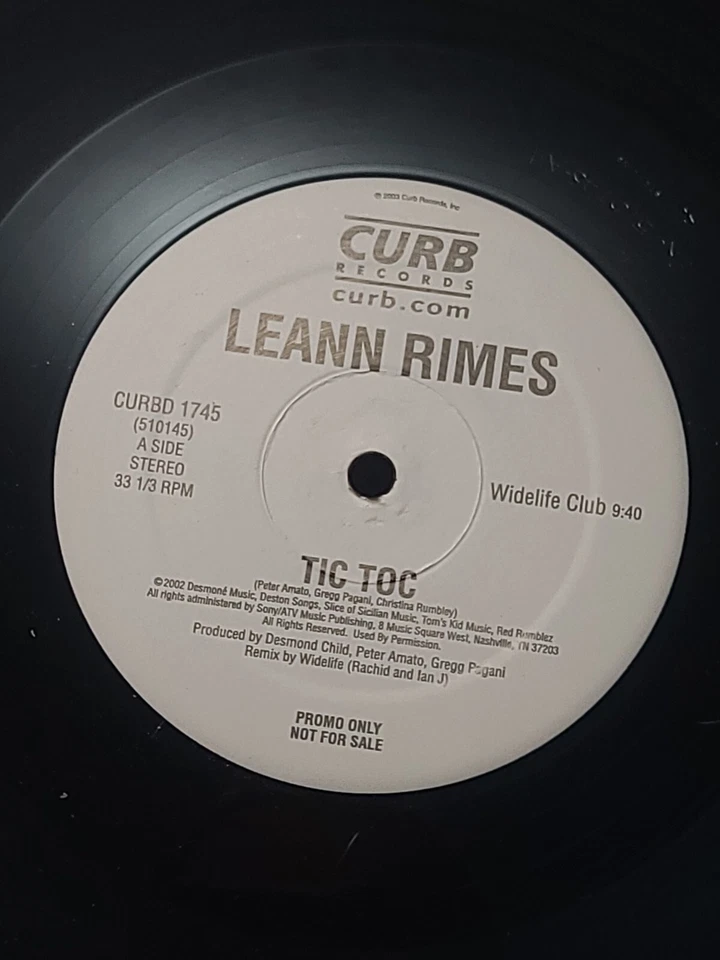 ℗ 2003 Curb Records, Inc
CURB
RECORDS
curb.com
LEANN RIMES
CURBD 1745
(510145)
A SIDE
STEREO
33 1/3 RPM
Widelife Club 9:40
TIC TOC
(Peter Amato, Gregg Pagani, Christina Rumbley)
©2002 Desmoné Music, Deston Songs, Slice of Sicilian Music, Tom's Kid Music, Red Rumblez
All rights administered by Sony/ATV Music Publishing, 8 Music Square West, Nashville, TN 37203
All Rights Reserved. Used By Permission.
Produced by Desmond Child, Peter Amato, Gregg Pagani
Remix by Widelife (Rachid and Ian J)
PROMO ONLY
NOT FOR SALE